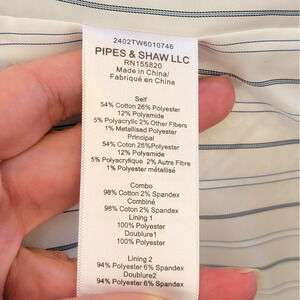 2402TW6010746
PIPES & SHAW LLC
RN155820
Made in China/
Fabriqué en Chine
Self
54% Cotton 26% Polyester
12% Polyamide
5% Polyacrylic 2% Other Fibers
1% Metallised Polyester
Principal
54% Coton 26%Polyester
12% Polyamide
5% Polyacrylique 2% Autre Fibre
1% Polyester métallisé
Combo
98% Cotton 2% Spandex
Combiné
98% Coton 2% Spandex
Lining 1
100% Polyester
Doublure1
100% Polyester
Lining 2
94% Polyester 6% Spandex
Doublure2
94% Polyester 6% Spandex